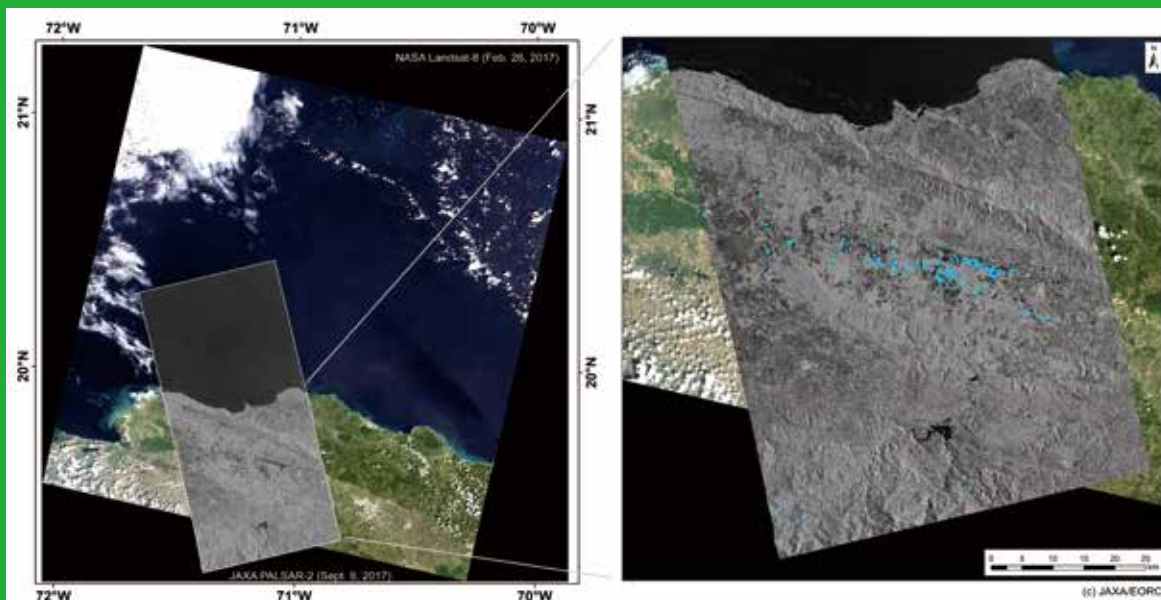 72°W 71°W 70°W
NASA Landsat-8 (Feb. 26, 2017)
N
21°N 21°N
20°N 20°N
JAXA PALSAR-2 (Sept. 8, 2017)
0 5 10 15 20 25
km
72°W 71°W 70°W
(c) JAXA/EORC